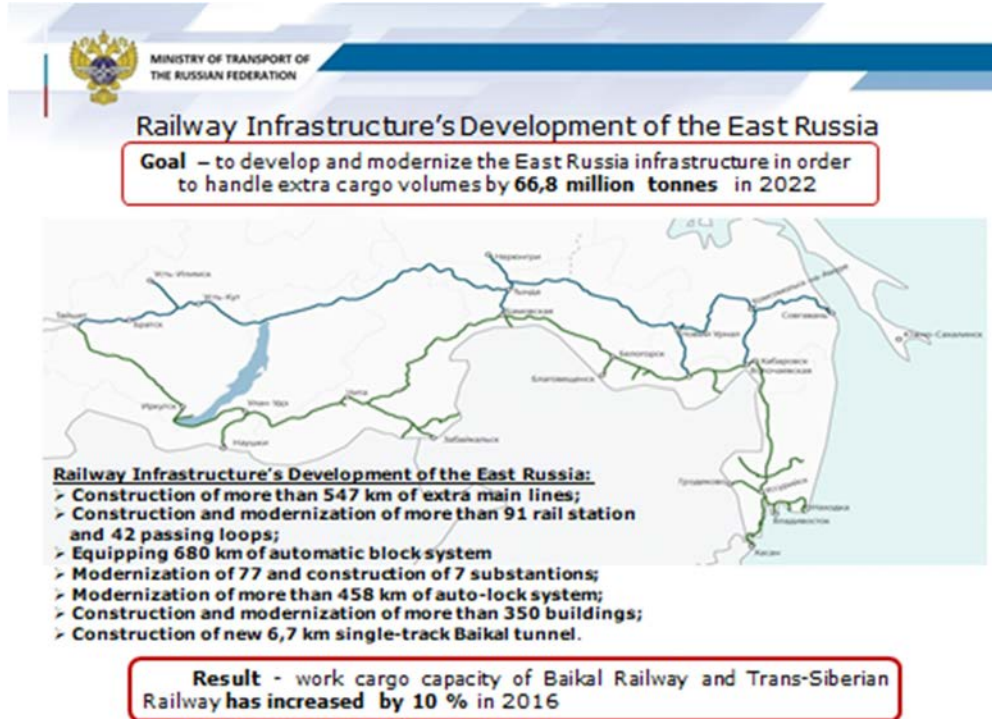 MINISTRY OF TRANSPORT OF
THE RUSSIAN FEDERATION
Railway Infrastructure's Development of the East Russia
Goal – to develop and modernize the East Russia infrastructure in order
to handle extra cargo volumes by 66,8 million tonnes in 2022
Нерюнгри
Усть-Илимск
Усть-Кут
Тында
Комсомольск-на-Амуре
Тайшет
Братск
Совгавань
Новый Ургал
Южно-Сахалинск
Белогорск
Хабаровск
Волочаевская
Благовещенск
Чита
Иркутск
Улан-Удэ
Наушки
Забайкальск
Railway Infrastructure's Development of the East Russia:
➢ Construction of more than 547 km of extra main lines;
➢ Construction and modernization of more than 91 rail station
and 42 passing loops;
➢ Equipping 680 km of automatic block system
➢ Modernization of 77 and construction of 7 substantions;
➢ Modernization of more than 458 km of auto-lock system;
➢ Construction and modernization of more than 350 buildings;
➢ Construction of new 6,7 km single-track Baikal tunnel.
Гродеково
Уссурийск
Находка
Владивосток
Хасан
Result - work cargo capacity of Baikal Railway and Trans-Siberian
Railway has increased by 10 % in 2016